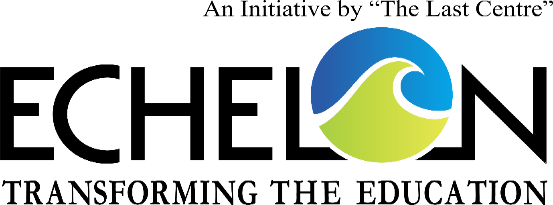 An Initiative by “The Last Centre”
ECHELON
TRANSFORMING THE EDUCATION